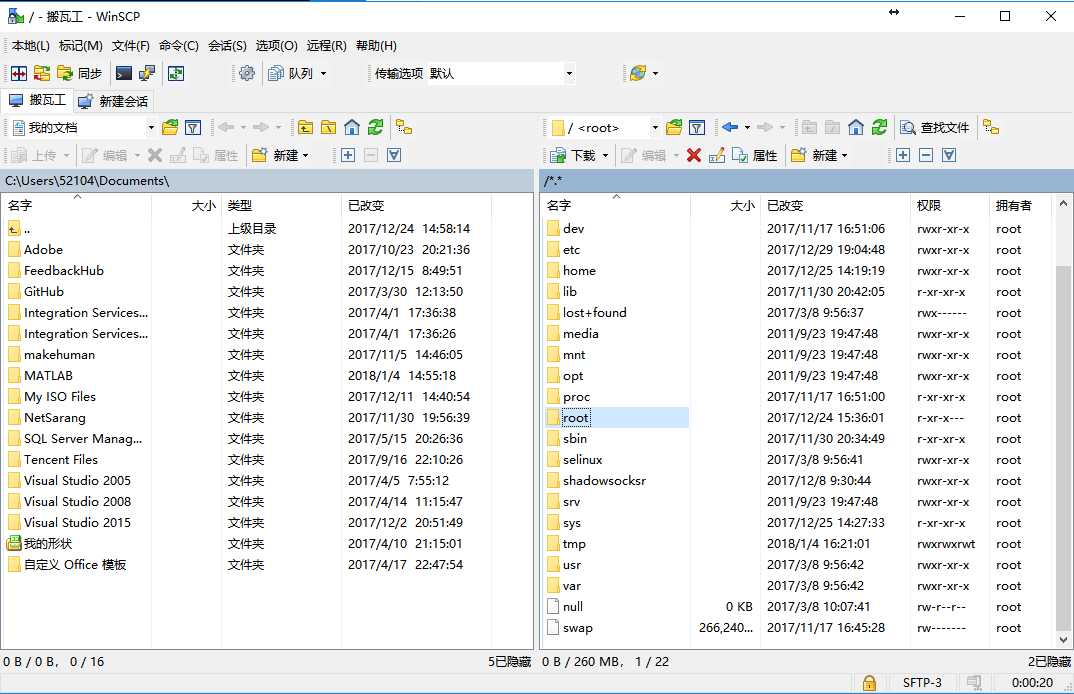 / - 搬瓦工 - WinSCP
本地(L) 标记(M) 文件(F) 命令(C) 会话(S) 选项(O) 远程(R) 帮助(H)
同步 队列 传输选项 默认
搬瓦工 新建会话
我的文档 / <root> 查找文件
上传 编辑 属性 新建 下载 编辑 属性 新建
C:\Users\52104\Documents\ /*.*
名字 大小 类型 已改变 名字 大小 已改变 权限 拥有者
.. 上级目录 2017/12/24 14:58:14 dev 2017/11/17 16:51:06 rwxr-xr-x root
Adobe 文件夹 2017/10/23 20:21:36 etc 2017/12/29 19:04:48 rwxr-xr-x root
FeedbackHub 文件夹 2017/12/15 8:49:51 home 2017/12/25 14:19:19 rwxr-xr-x root
GitHub 文件夹 2017/3/30 12:13:50 lib 2017/11/30 20:42:05 r-xr-xr-x root
Integration Services... 文件夹 2017/4/1 17:36:38 lost+found 2017/3/8 9:56:37 rwx------ root
Integration Services... 文件夹 2017/4/1 17:36:26 media 2011/9/23 19:47:48 rwxr-xr-x root
makehuman 文件夹 2017/11/5 14:46:05 mnt 2011/9/23 19:47:48 rwxr-xr-x root
MATLAB 文件夹 2018/1/4 14:55:18 opt 2011/9/23 19:47:48 rwxr-xr-x root
My ISO Files 文件夹 2017/12/11 14:40:54 proc 2017/11/17 16:51:00 r-xr-xr-x root
NetSarang 文件夹 2017/11/30 19:56:39 root 2017/12/24 15:36:01 r-xr-x--- root
SQL Server Manag... 文件夹 2017/5/15 20:26:36 sbin 2017/11/30 20:34:49 r-xr-xr-x root
Tencent Files 文件夹 2017/9/16 22:10:26 selinux 2017/3/8 9:56:41 rwxr-xr-x root
Visual Studio 2005 文件夹 2017/4/5 7:55:12 shadowsocksr 2017/12/8 9:30:44 rwxr-xr-x root
Visual Studio 2008 文件夹 2017/4/14 11:15:47 srv 2011/9/23 19:47:48 rwxr-xr-x root
Visual Studio 2015 文件夹 2017/12/2 20:51:49 sys 2017/12/25 14:27:33 r-xr-xr-x root
我的形状 文件夹 2017/4/10 21:15:01 tmp 2018/1/4 16:21:01 rwxrwxrwt root
自定义 Office 模板 文件夹 2017/4/17 22:47:54 usr 2017/3/8 9:56:42 rwxr-xr-x root
var 2017/3/8 9:56:42 rwxr-xr-x root
null 0 KB 2017/3/8 10:07:41 rw-r--r-- root
swap 266,240... 2017/11/17 16:45:28 rw------- root
0 B / 0 B, 0 / 16 5已隐藏 0 B / 260 MB, 1 / 22 2已隐藏
SFTP-3 0:00:20